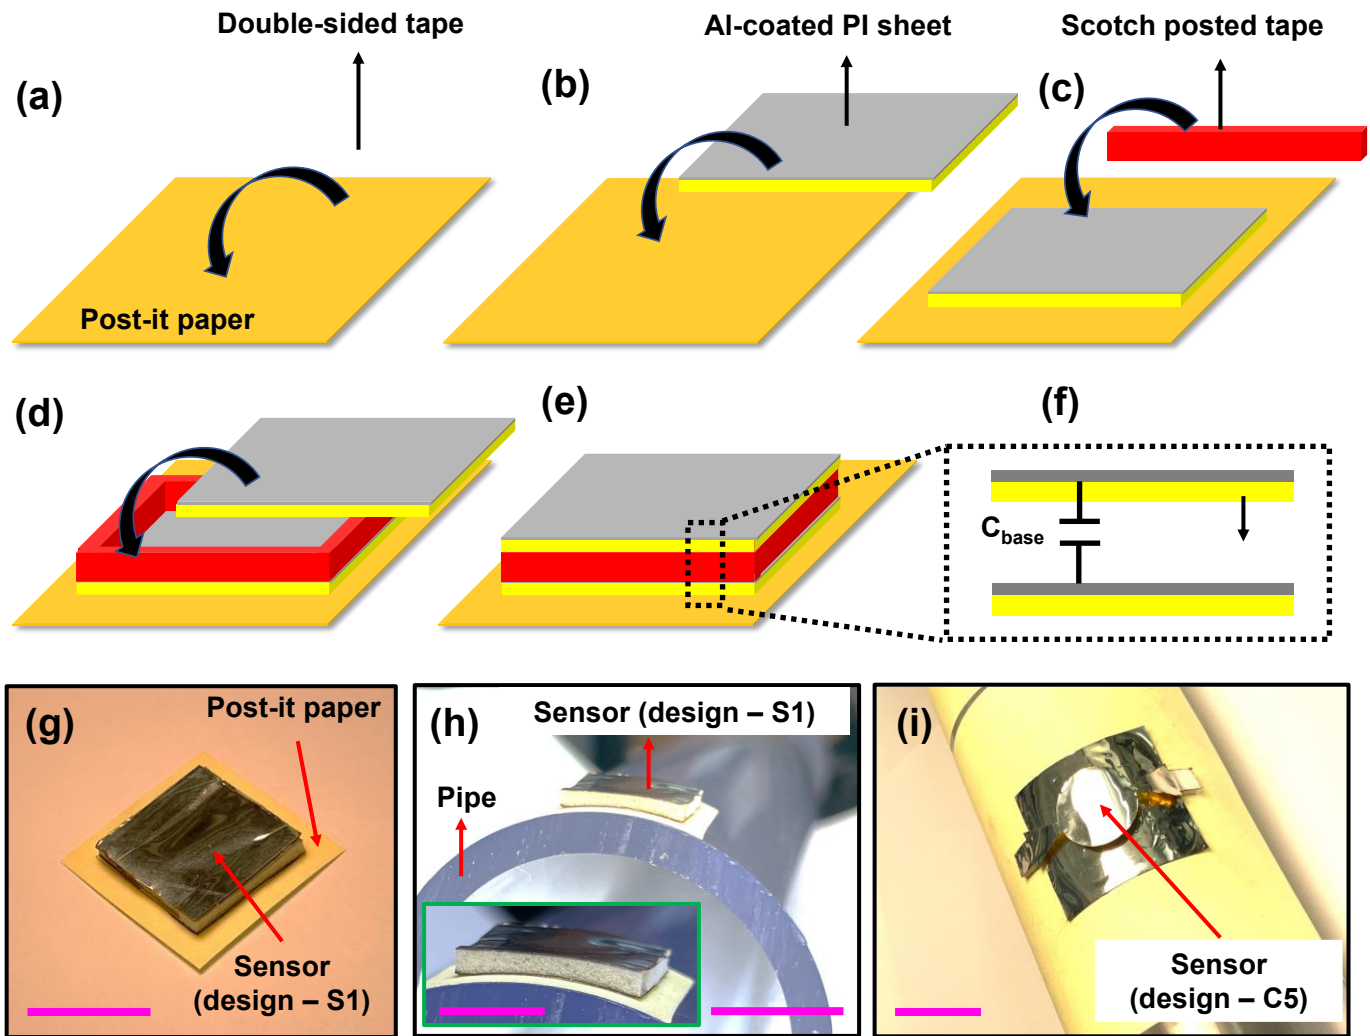 Double-sided tape
Al-coated PI sheet
Scotch posted tape
(a)
(b)
(c)
Post-it paper
(d)
(e)
(f)
C_base
(g)
Post-it paper
Sensor
(design – S1)
(h)
Sensor (design – S1)
Pipe
(i)
Sensor
(design – C5)